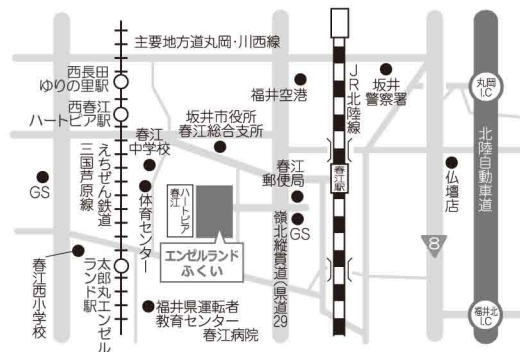 主要地方道丸岡・川西線
西長田
ゆりの里駅
西春江
ハートピア駅
福井空港
JR北陸線
坂井
警察署
丸岡
I.C
坂井市役所
春江総合支所
春江
中学校
えちぜん鉄道
三国芦原線
GS
体育センター
ハートピア
春江
エンゼルランド
ふくい
春江
郵便局
GS
嶺北縦貫道(県道29
春江駅
仏壇店
北陸自動車道
8
春江西小学校
太郎丸エンゼル
ランド駅
福井県運転者
教育センター
春江病院
福井北
I.C